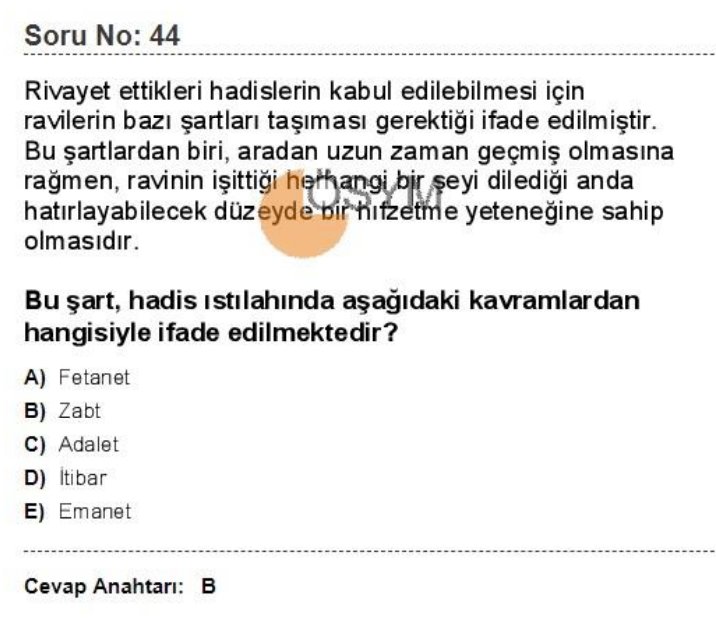 Soru No: 44
Rivayet ettikleri hadislerin kabul edilebilmesi için
ravilerin bazı şartları taşıması gerektiği ifade edilmiştir.
Bu şartlardan biri, aradan uzun zaman geçmiş olmasına
rağmen, ravinin işittiği herhangi bir şeyi dilediği anda
hatırlayabilecek düzeyde bir hıfzetme yeteneğine sahip
olmasıdır.
ÖSYM
Bu şart, hadis ıstılahında aşağıdaki kavramlardan
hangisiyle ifade edilmektedir?
A) Fetanet
B) Zabt
C) Adalet
D) İtibar
E) Emanet
Cevap Anahtarı: B